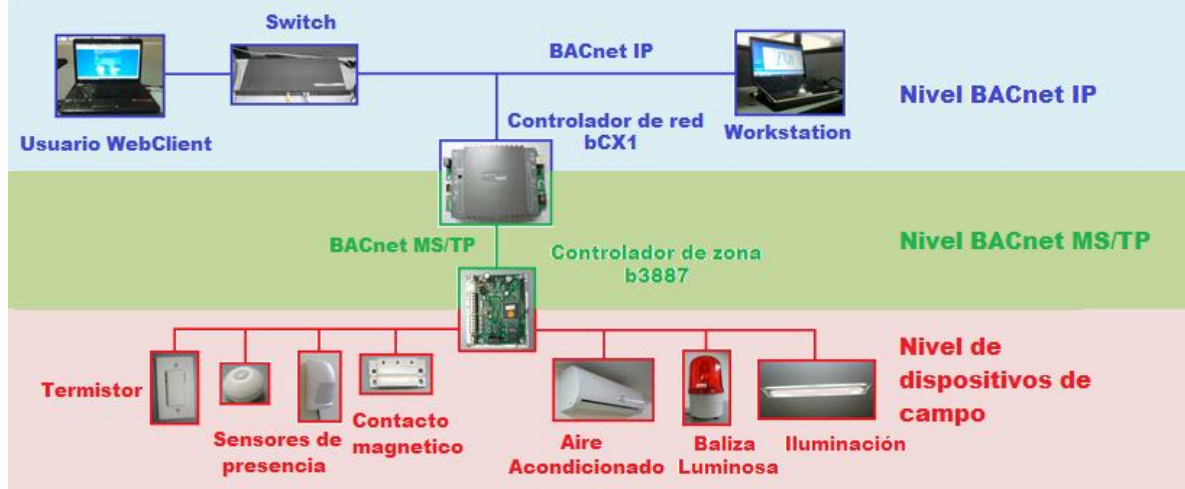 Switch
BACnet IP
Usuario WebClient
Controlador de red
bCX1
Workstation
Nivel BACnet IP
BACnet MS/TP
Controlador de zona
b3887
Nivel BACnet MS/TP
Termistor
Sensores de
presencia
Contacto
magnetico
Aire
Acondicionado
Baliza
Luminosa
Iluminación
Nivel de
dispositivos de
campo